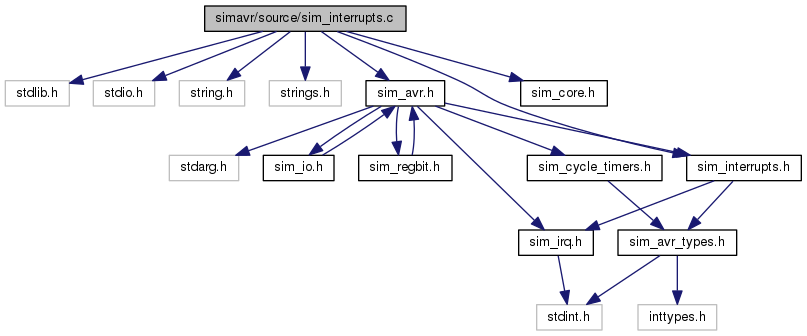 simavr/source/sim_interrupts.c
stdlib.h
stdio.h
string.h
strings.h
sim_avr.h
sim_core.h
stdarg.h
sim_io.h
sim_regbit.h
sim_cycle_timers.h
sim_interrupts.h
sim_irq.h
sim_avr_types.h
stdint.h
inttypes.h